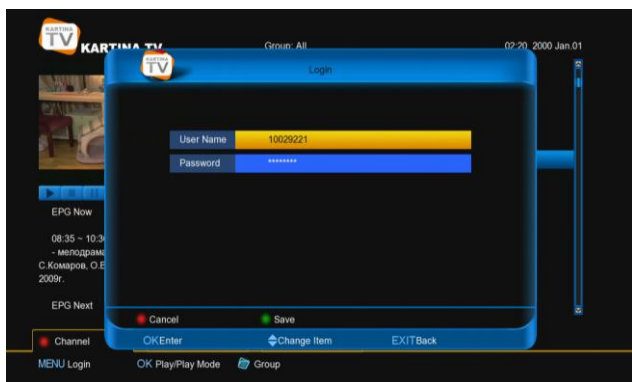 KARTINA
TV
KARTINA TV
Group: All
02:20 2000 Jan.01
KARTINA
TV
Login
User Name
10029221
Password
********
EPG Now
08:35 ~ 10:3
- мелодрама
С.Комаров, О.Б
2009г.
EPG Next
Cancel
Save
Channel
OKEnter
Change Item
EXITBack
MENU Login
OK Play/Play Mode
Group